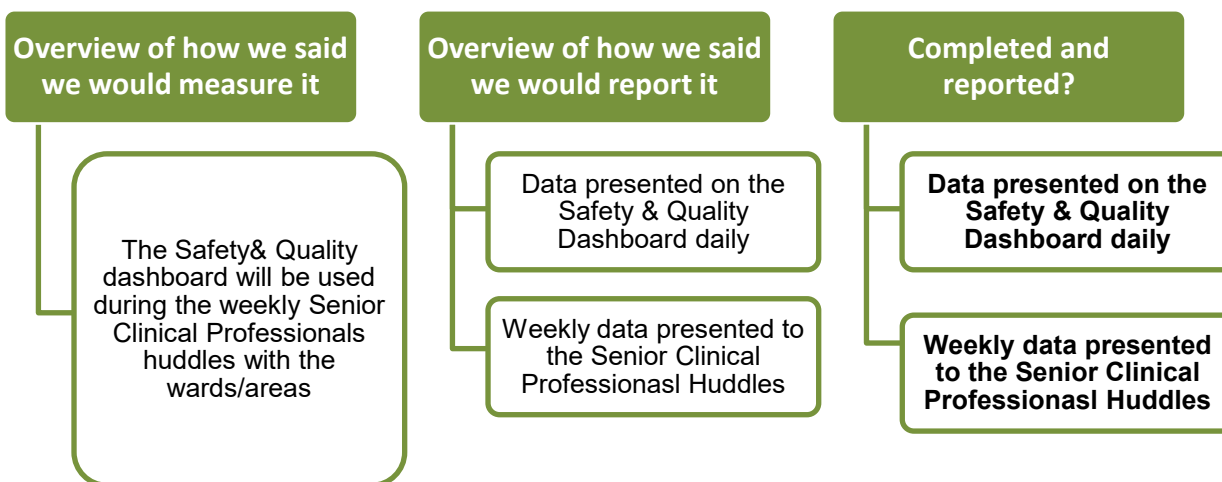 Overview of how we said
we would measure it
The Safety& Quality
dashboard will be used
during the weekly Senior
Clinical Professionals
huddles with the
wards/areas
Overview of how we said
we would report it
Data presented on the
Safety & Quality
Dashboard daily
Weekly data presented to
the Senior Clinical
Professionasl Huddles
Completed and
reported?
Data presented on the
Safety & Quality
Dashboard daily
Weekly data presented
to the Senior Clinical
Professionasl Huddles